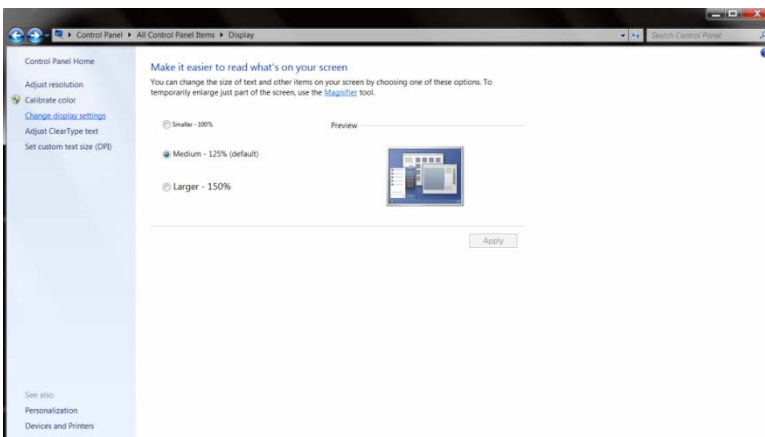 Control Panel ▸ All Control Panel Items ▸ Display
Search Control Panel
Control Panel Home
Adjust resolution
Calibrate color
Change display settings
Adjust ClearType text
Set custom text size (DPI)
Make it easier to read what's on your screen
You can change the size of text and other items on your screen by choosing one of these options. To
temporarily enlarge just part of the screen, use the Magnifier tool.
Smaller - 100%
Preview
Medium - 125% (default)
Larger - 150%
Apply
See also
Personalization
Devices and Printers